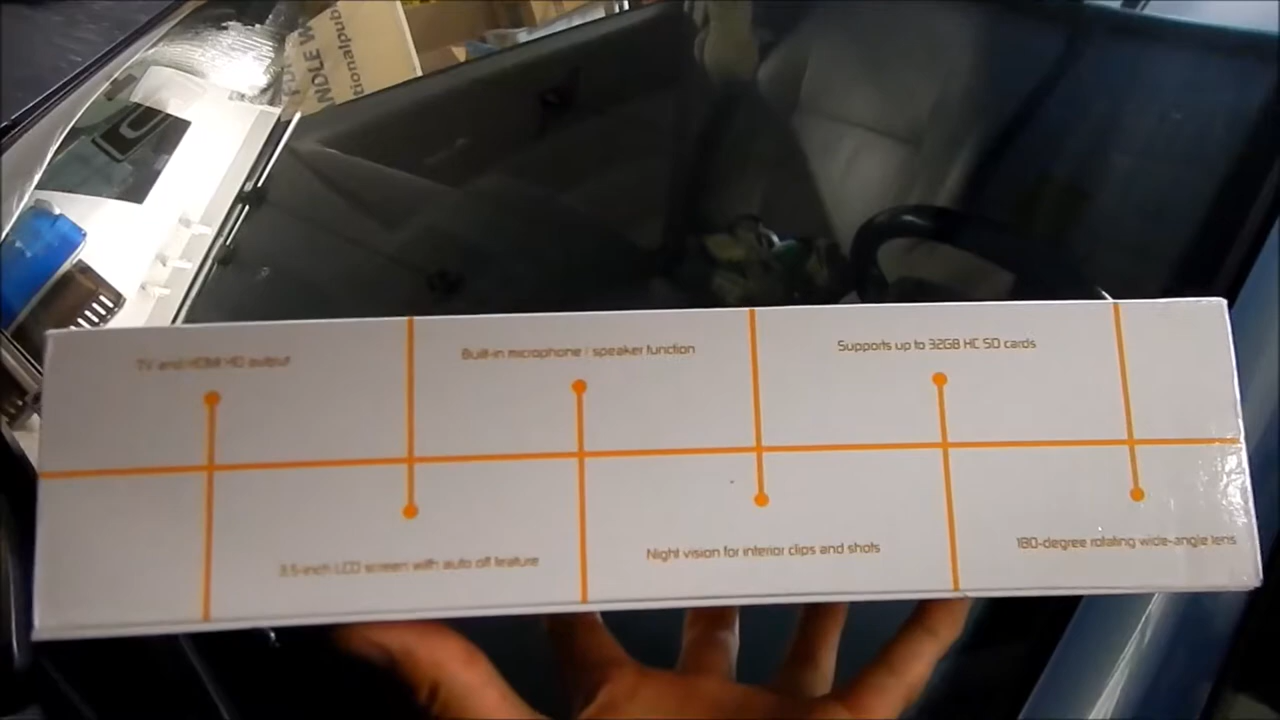 NDLE W
tionalpub
TV and HDMI HD output
Built-in microphone / speaker function
Supports up to 32GB HC SD cards
3.5-inch LCD screen with auto off feature
Night vision for interior clips and shots
180-degree rotating wide-angle lens